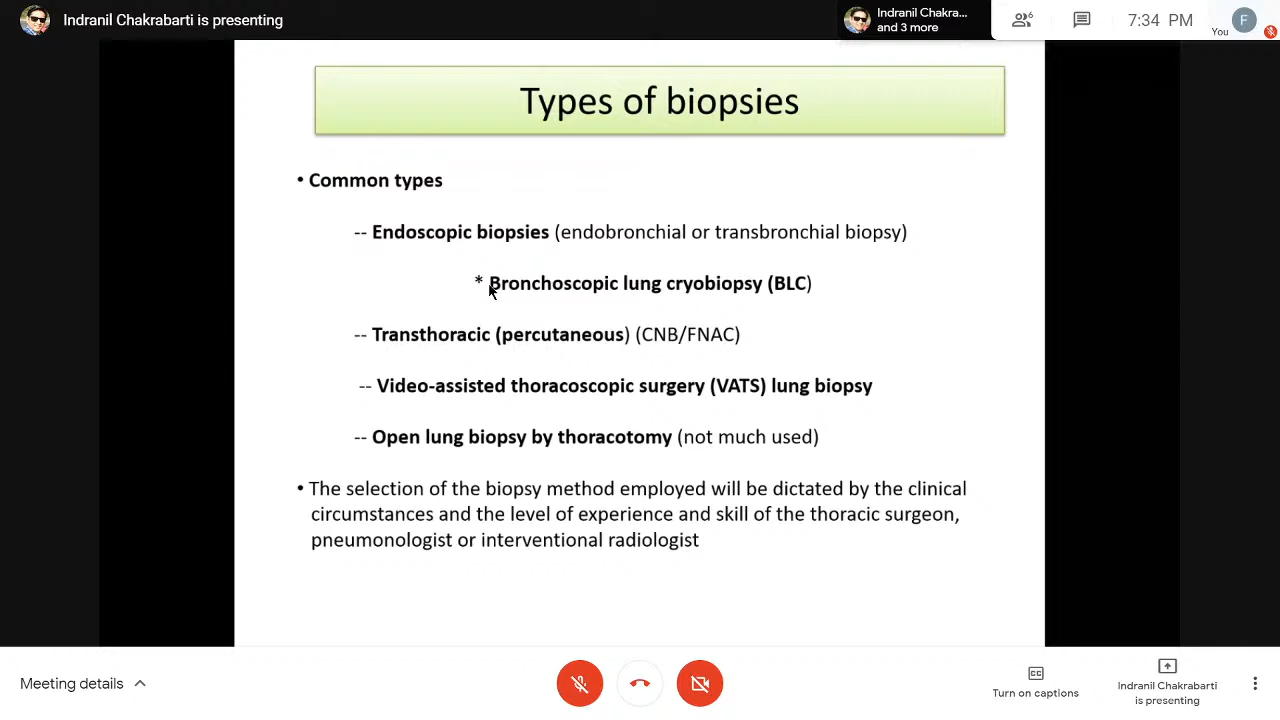 Indranil Chakrabarti is presenting
Indranil Chakra...
and 3 more
6
7:34 PM
You
F
Types of biopsies
• Common types
-- Endoscopic biopsies (endobronchial or transbronchial biopsy)
* Bronchoscopic lung cryobiopsy (BLC)
-- Transthoracic (percutaneous) (CNB/FNAC)
-- Video-assisted thoracoscopic surgery (VATS) lung biopsy
-- Open lung biopsy by thoracotomy (not much used)
• The selection of the biopsy method employed will be dictated by the clinical
circumstances and the level of experience and skill of the thoracic surgeon,
pneumonologist or interventional radiologist
Meeting details
CC
Turn on captions
Indranil Chakrabarti
is presenting